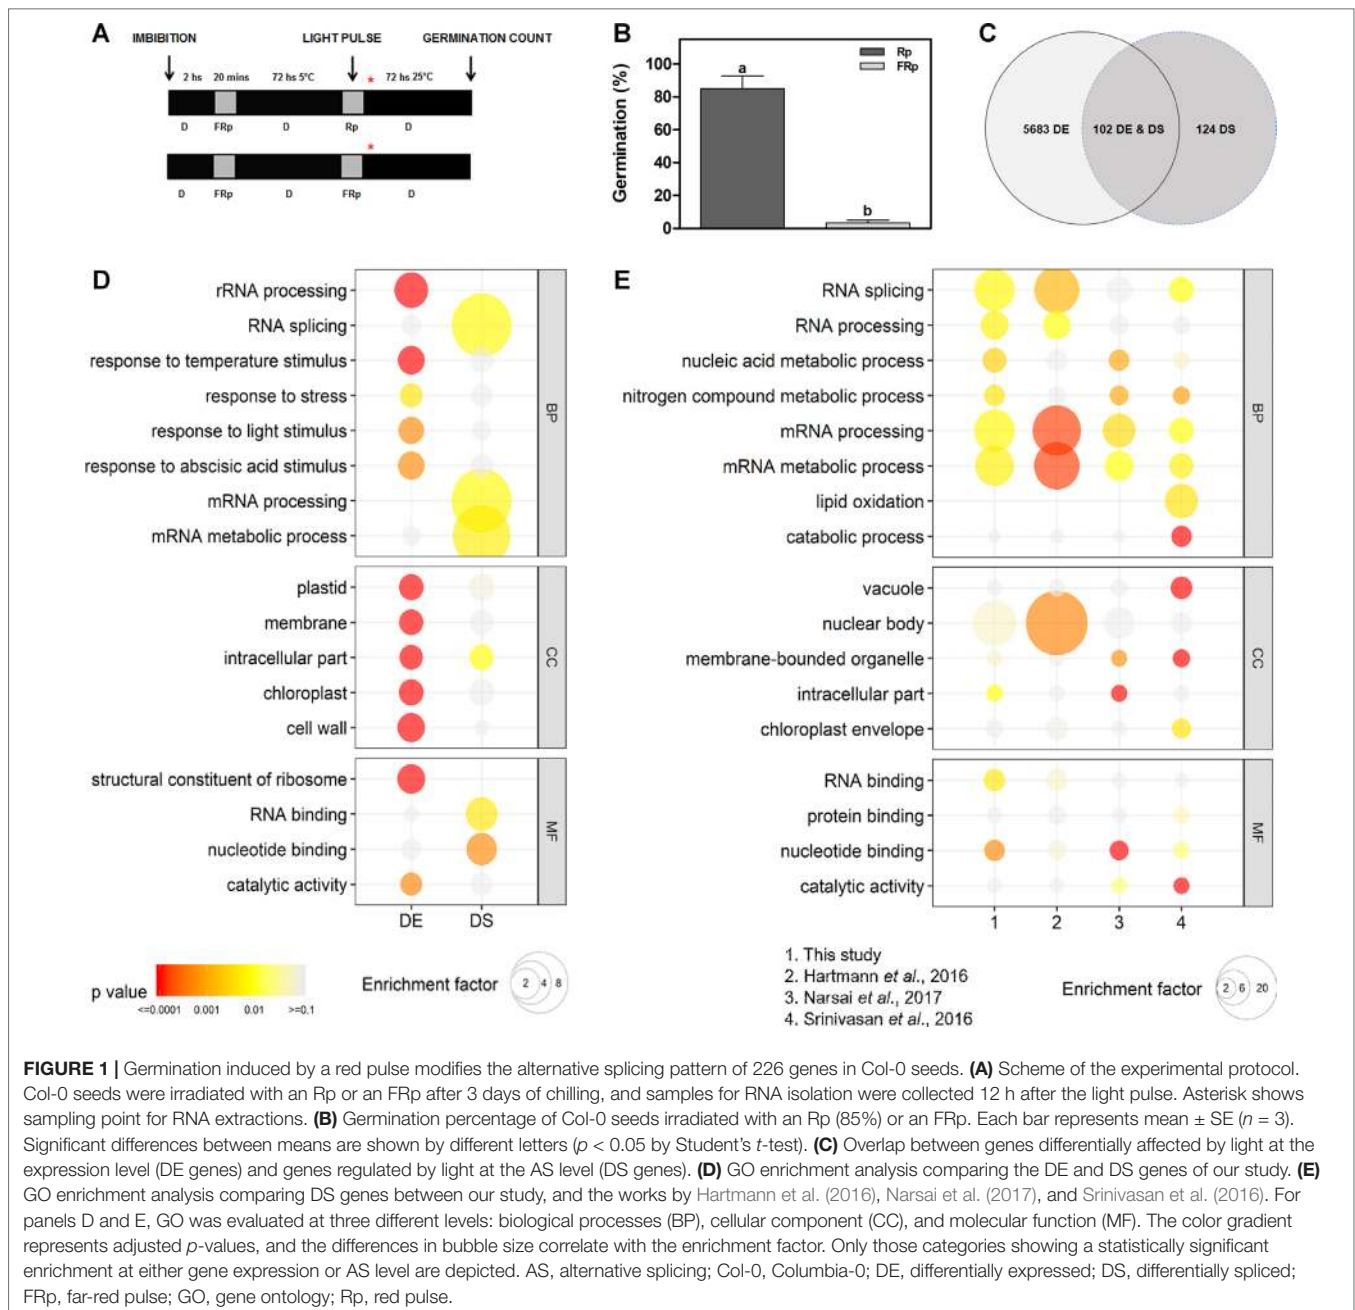 A
IMBIBITION LIGHT PULSE GERMINATION COUNT
2 hs 20 mins 72 hs 5°C * 72 hs 25°C
D FRp D Rp D
*
D FRp D FRp D
B
Germination (%)
100
80
60
40
20
0
a
b
Rp
FRp
C
5683 DE 102 DE & DS 124 DS
D
rRNA processing
RNA splicing
response to temperature stimulus
response to stress
response to light stimulus
response to abscisic acid stimulus
mRNA processing
mRNA metabolic process
BP
plastid
membrane
intracellular part
chloroplast
cell wall
CC
structural constituent of ribosome
RNA binding
nucleotide binding
catalytic activity
MF
DE DS
p value
<=0.0001 0.001 0.01 >=0.1
Enrichment factor
2 4 8
E
RNA splicing
RNA processing
nucleic acid metabolic process
nitrogen compound metabolic process
mRNA processing
mRNA metabolic process
lipid oxidation
catabolic process
BP
vacuole
nuclear body
membrane-bounded organelle
intracellular part
chloroplast envelope
CC
RNA binding
protein binding
nucleotide binding
catalytic activity
MF
1 2 3 4
1. This study
2. Hartmann et al., 2016
3. Narsai et al., 2017
4. Srinivasan et al., 2016
Enrichment factor
2 6 20
FIGURE 1 | Germination induced by a red pulse modifies the alternative splicing pattern of 226 genes in Col-0 seeds. (A) Scheme of the experimental protocol.
Col-0 seeds were irradiated with an Rp or an FRp after 3 days of chilling, and samples for RNA isolation were collected 12 h after the light pulse. Asterisk shows
sampling point for RNA extractions. (B) Germination percentage of Col-0 seeds irradiated with an Rp (85%) or an FRp. Each bar represents mean ± SE (n = 3).
Significant differences between means are shown by different letters (p < 0.05 by Student's t-test). (C) Overlap between genes differentially affected by light at the
expression level (DE genes) and genes regulated by light at the AS level (DS genes). (D) GO enrichment analysis comparing the DE and DS genes of our study. (E)
GO enrichment analysis comparing DS genes between our study, and the works by Hartmann et al. (2016), Narsai et al. (2017), and Srinivasan et al. (2016). For
panels D and E, GO was evaluated at three different levels: biological processes (BP), cellular component (CC), and molecular function (MF). The color gradient
represents adjusted p-values, and the differences in bubble size correlate with the enrichment factor. Only those categories showing a statistically significant
enrichment at either gene expression or AS level are depicted. AS, alternative splicing; Col-0, Columbia-0; DE, differentially expressed; DS, differentially spliced;
FRp, far-red pulse; GO, gene ontology; Rp, red pulse.